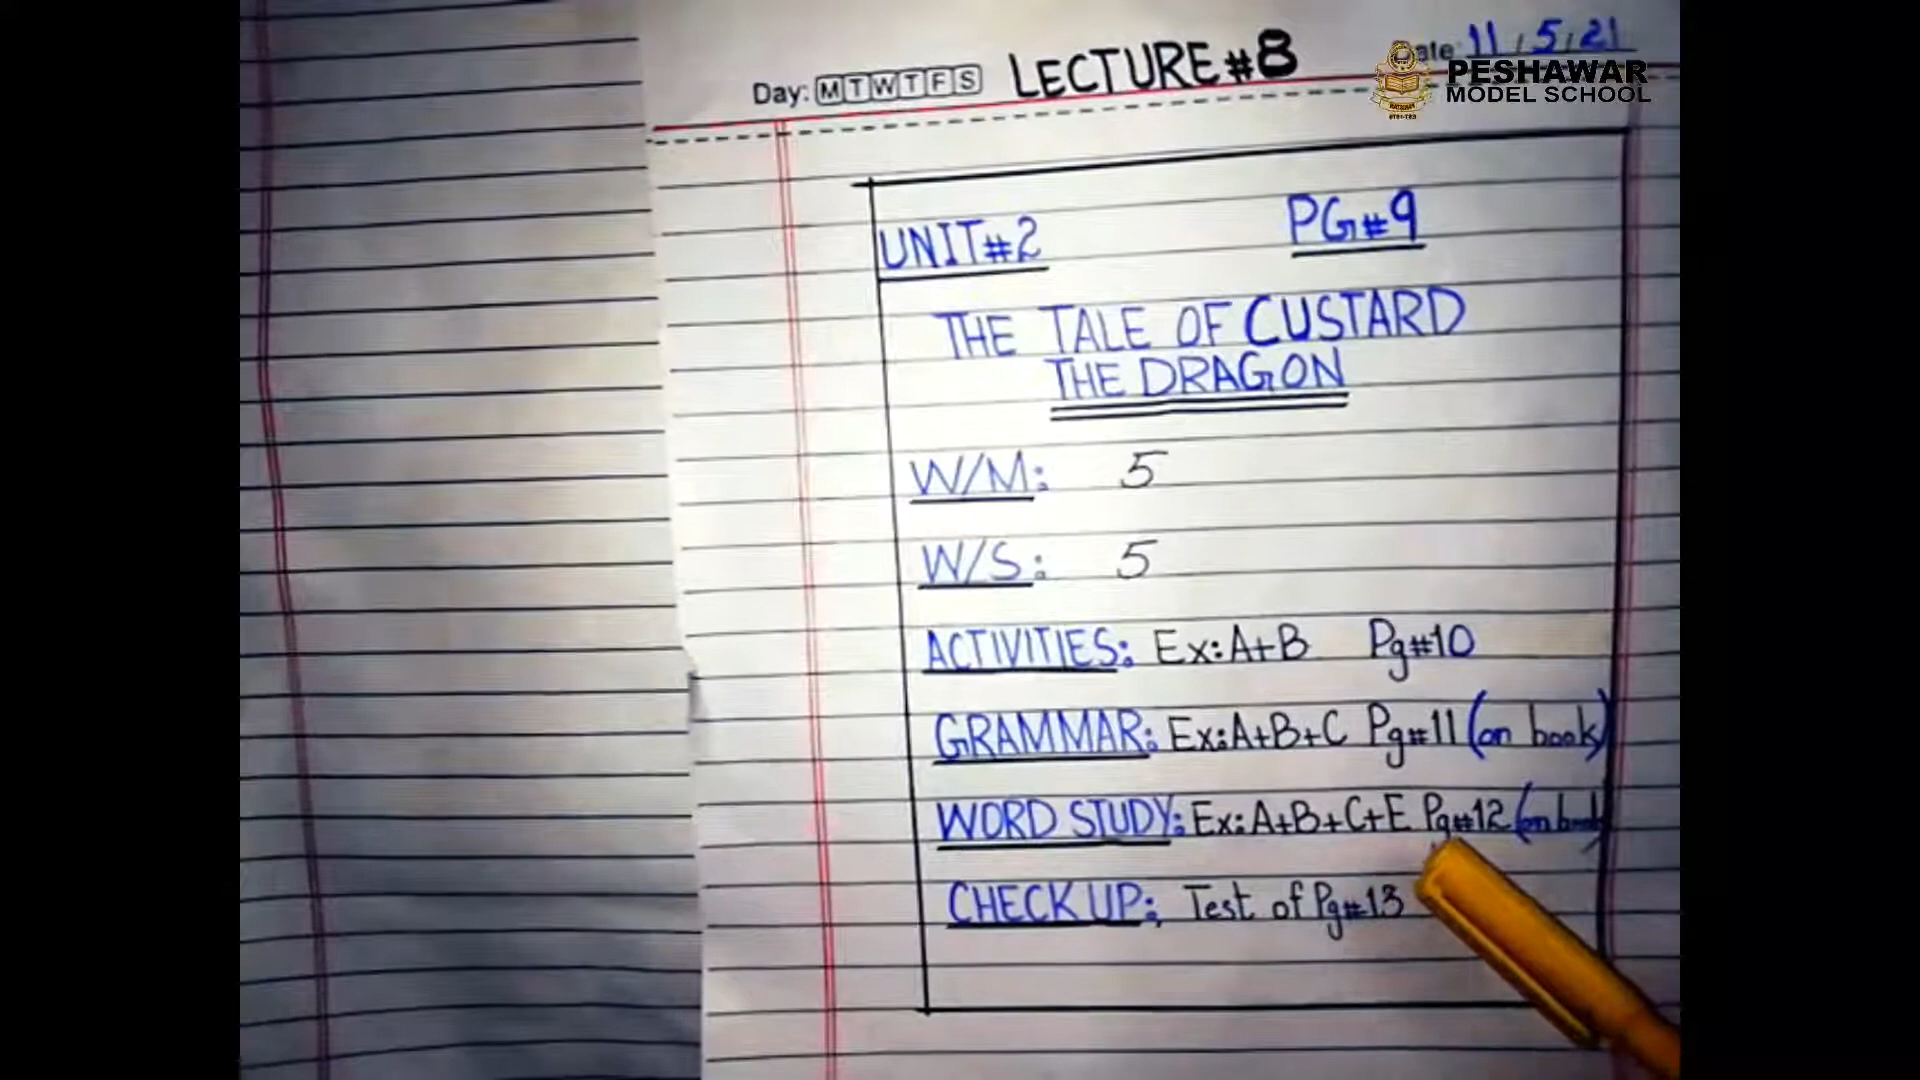 Day: M T W T F S LECTURE#8 Date 11/5/21
PESHAWAR
MODEL SCHOOL
UNIT#2 PG#9
THE TALE OF CUSTARD
THE DRAGON
W/M: 5
W/S: 5
ACTIVITIES: Ex:A+B Pg#10
GRAMMAR: Ex:A+B+C Pg#11 (on book)
WORD STUDY: Ex:A+B+C+E Pg#12 (on book)
CHECK UP: Test of Pg#13